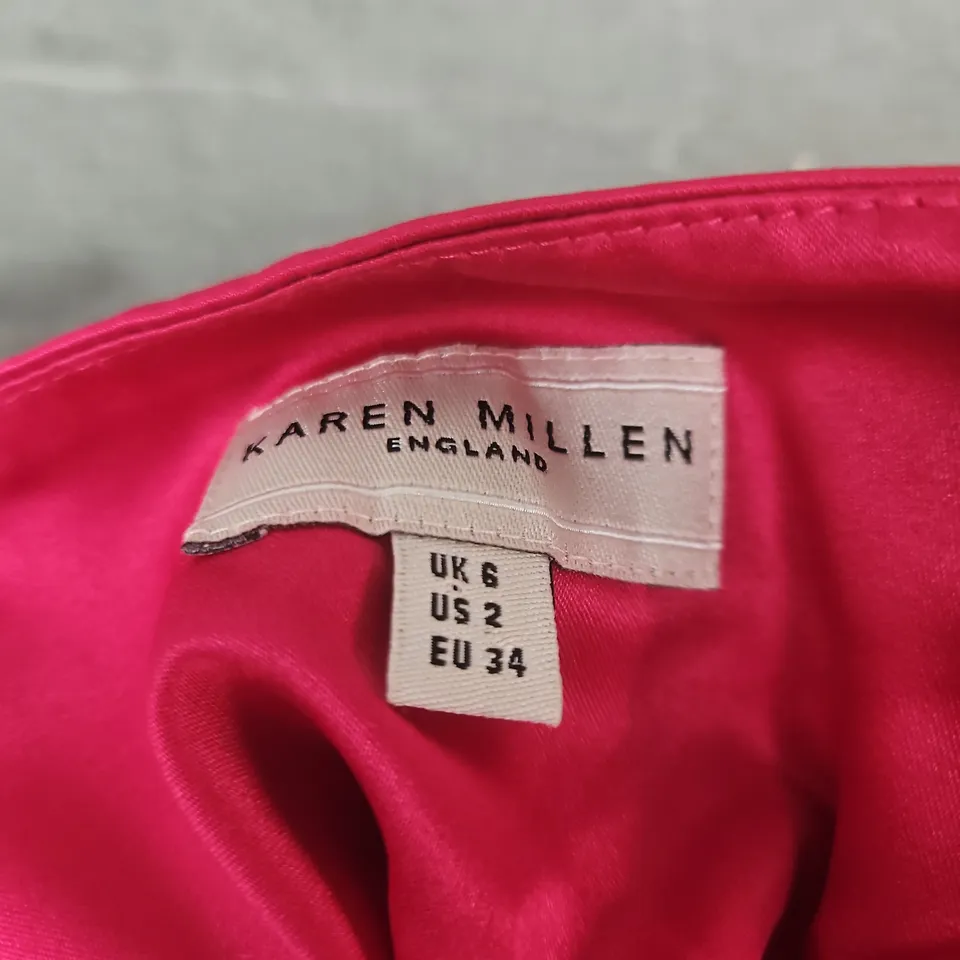 KAREN MILLEN
ENGLAND
UK 6
US 2
EU 34